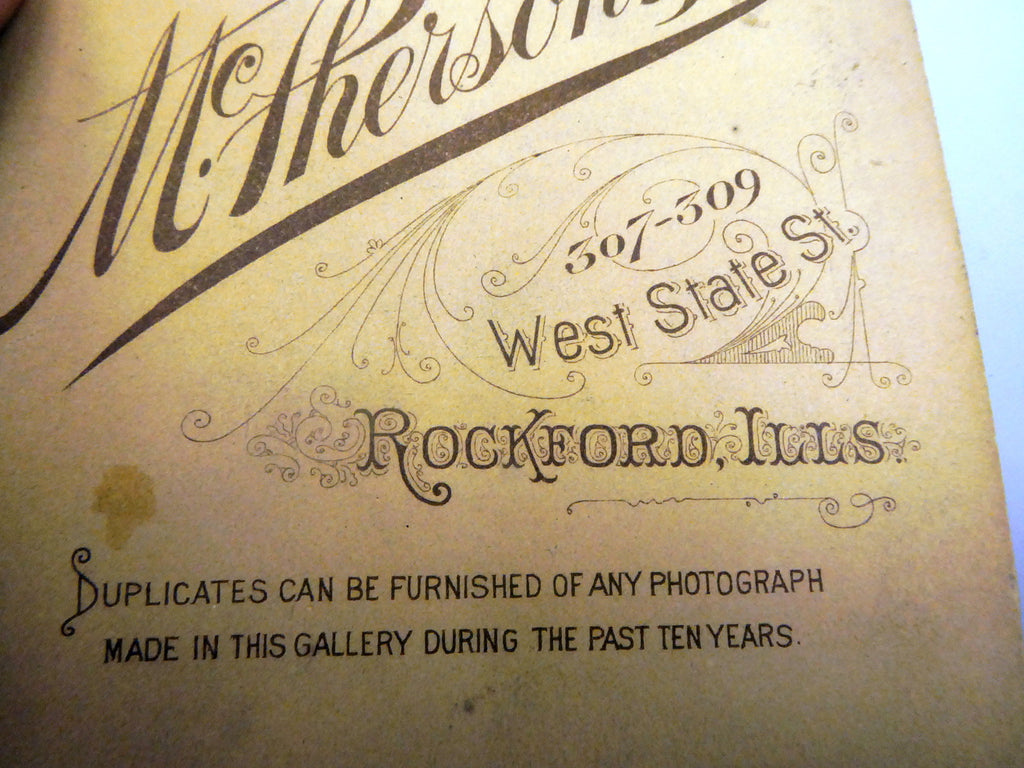 McPherson
307-309
West State St.
Rockford, Ills.
Duplicates can be furnished of any photograph
made in this gallery during the past ten years.